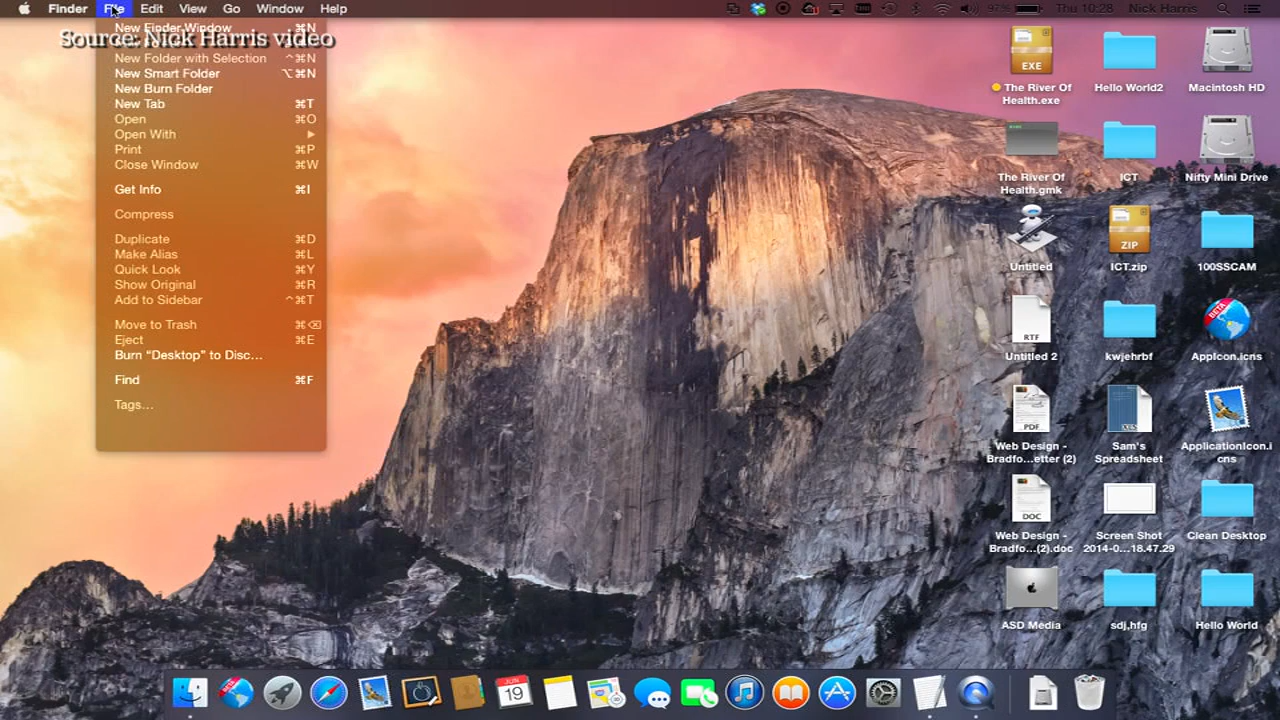 Finder File Edit View Go Window Help
97% Thu 10:28 Nick Harris
New Finder Window ⌘N
Source: Nick Harris video
New Folder with Selection ^⌘N
New Smart Folder ⌥⌘N
New Burn Folder
New Tab ⌘T
Open ⌘O
Open With ▶
Print ⌘P
Close Window ⌘W
Get Info ⌘I
Compress
Duplicate ⌘D
Make Alias ⌘L
Quick Look ⌘Y
Show Original ⌘R
Add to Sidebar ^⌘T
Move to Trash ⌘⌫
Eject ⌘E
Burn “Desktop” to Disc...
Find ⌘F
Tags...
EXE
The River Of
Health.exe
Hello World2
Macintosh HD
The River Of
Health.gmk
ICT
Nifty Mini Drive
Untitled
ZIP
ICT.zip
100SSCAM
RTF
Untitled 2
kwjehrbf
BETA
AppIcon.icns
PDF
Web Design -
Bradfo...etter (2)
XLS
Sam's
Spreadsheet
ApplicationIcon.i
cns
DOC
Web Design -
Bradfo...(2).doc
Screen Shot
2014-0...18.47.29
Clean Desktop
ASD Media
sdj,hfg
Hello World
BETA
JUN
19